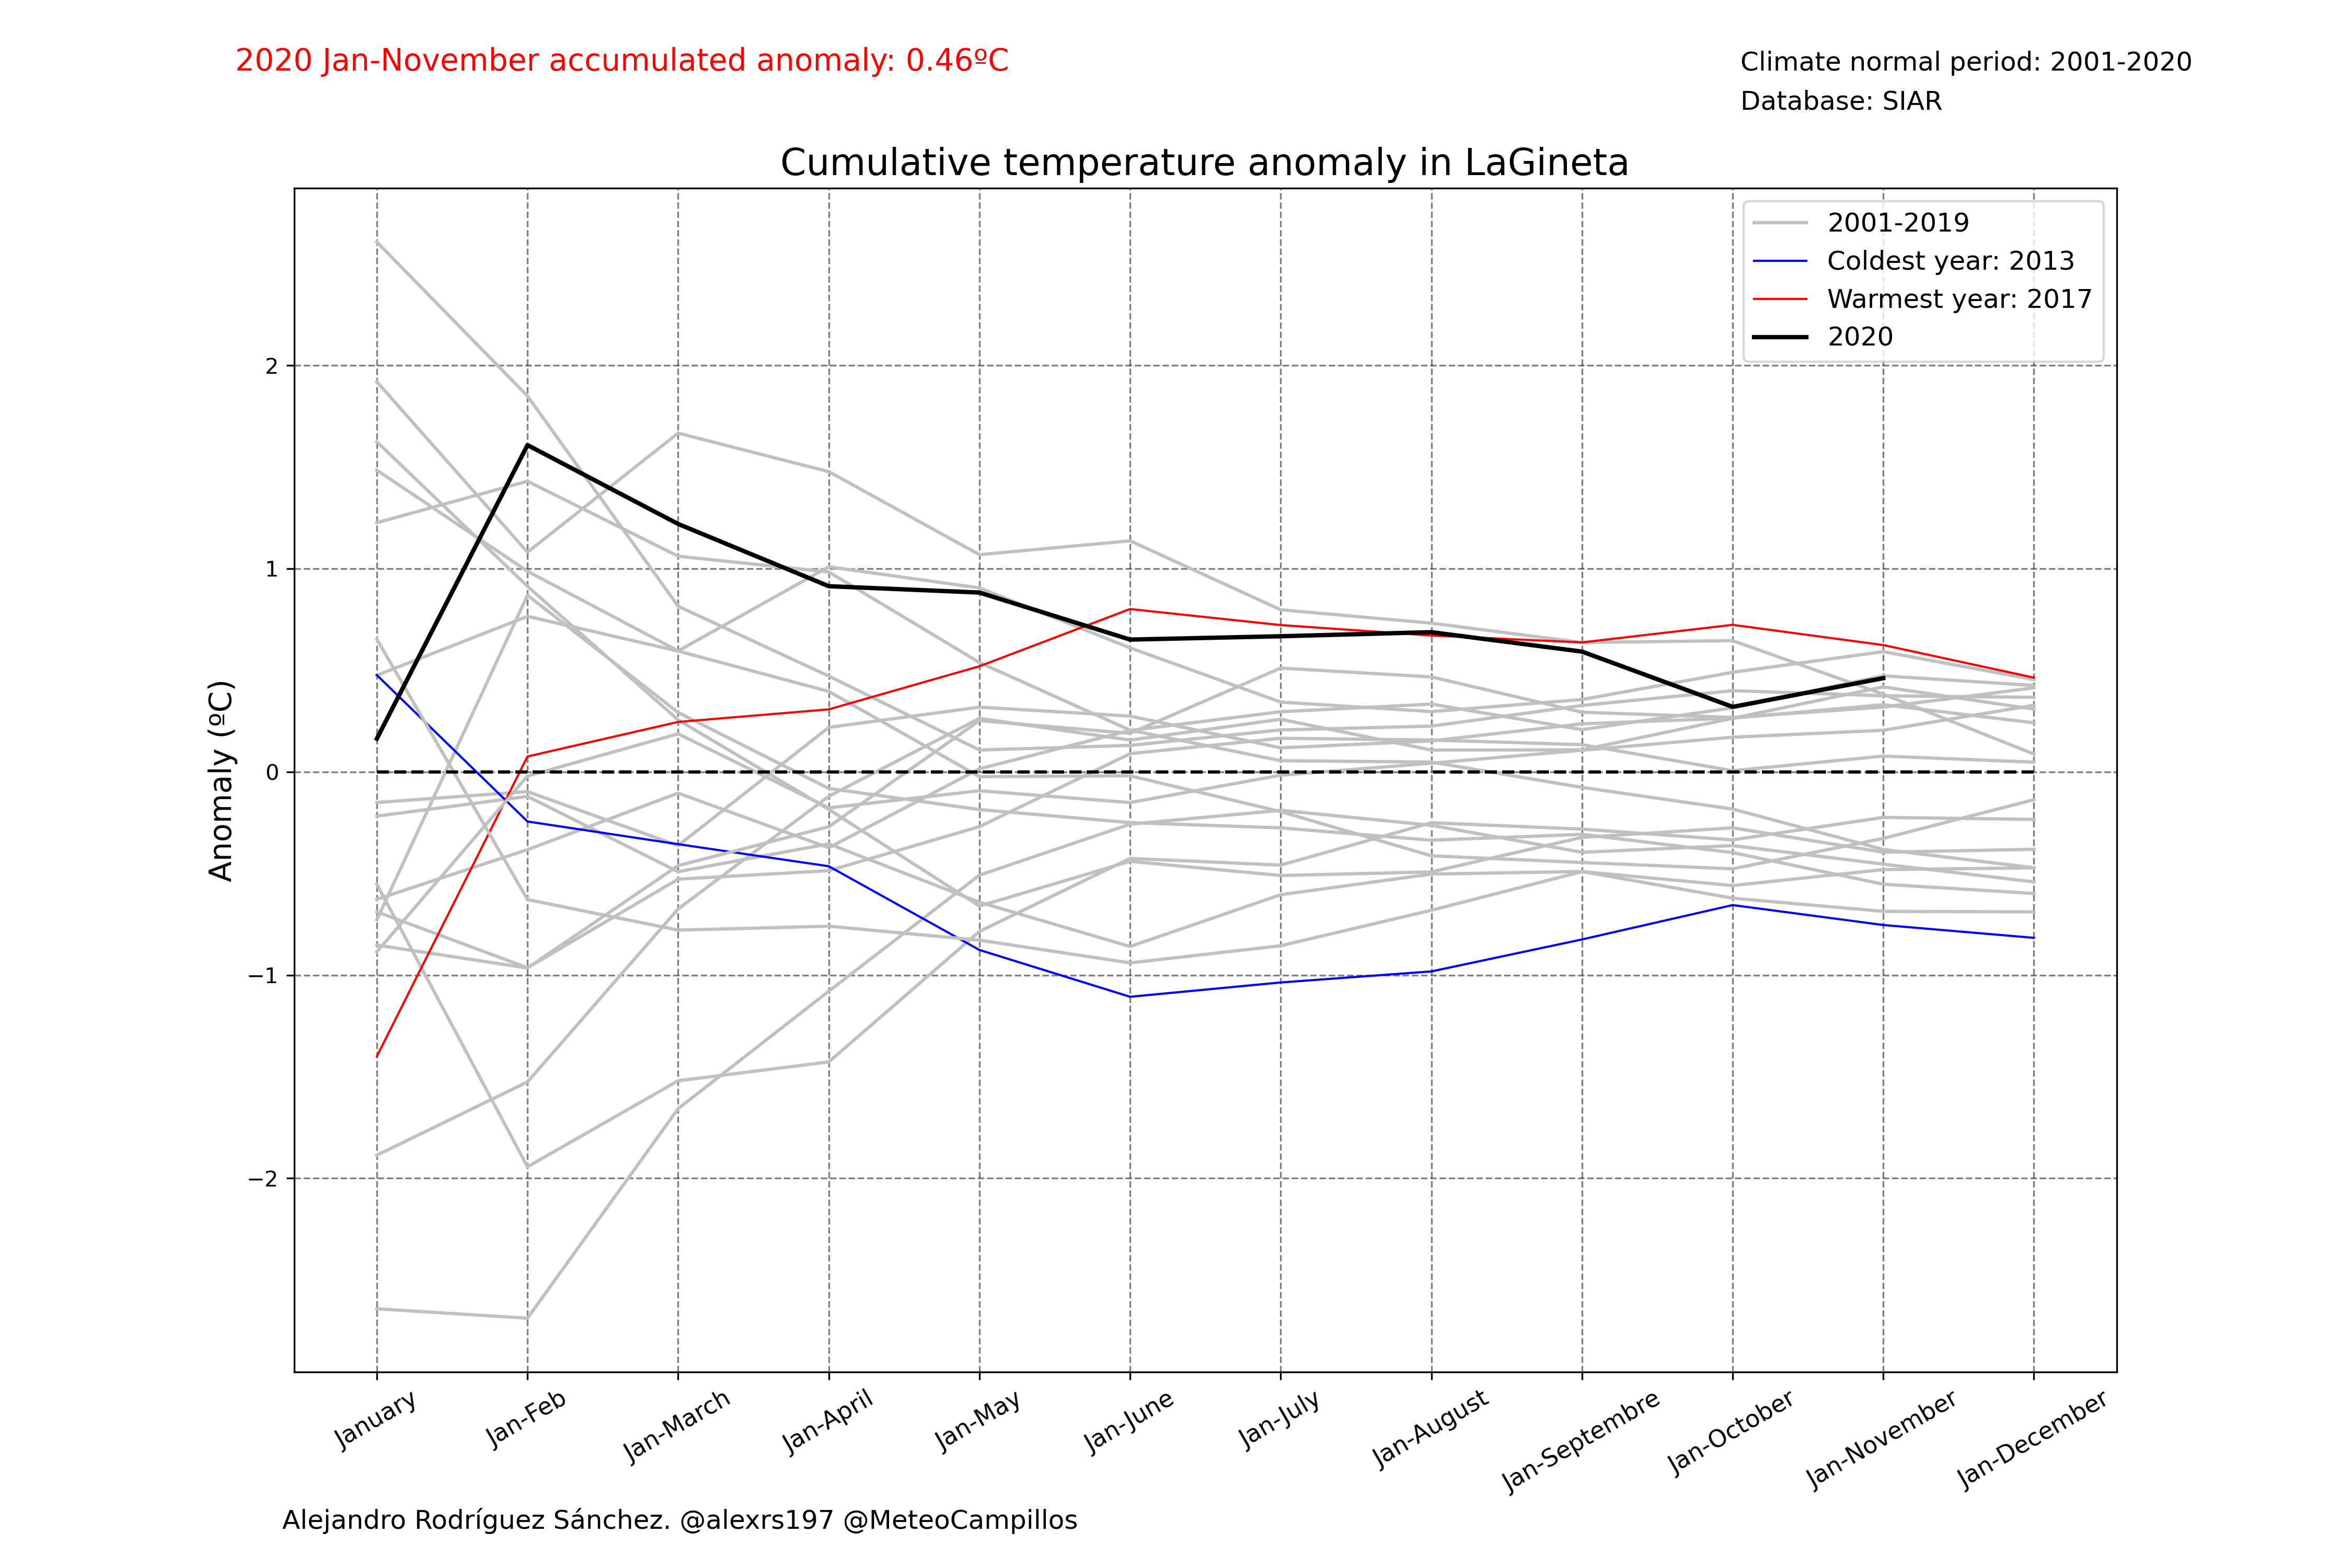 2020 Jan-November accumulated anomaly: 0.46ºC
Climate normal period: 2001-2020
Database: SIAR
Cumulative temperature anomaly in LaGineta
2001-2019
Coldest year: 2013
Warmest year: 2017
2020
Anomaly (ºC)
2
1
0
−1
−2
January
Jan-Feb
Jan-March
Jan-April
Jan-May
Jan-June
Jan-July
Jan-August
Jan-Septembre
Jan-October
Jan-November
Jan-December
Alejandro Rodríguez Sánchez. @alexrs197 @MeteoCampillos